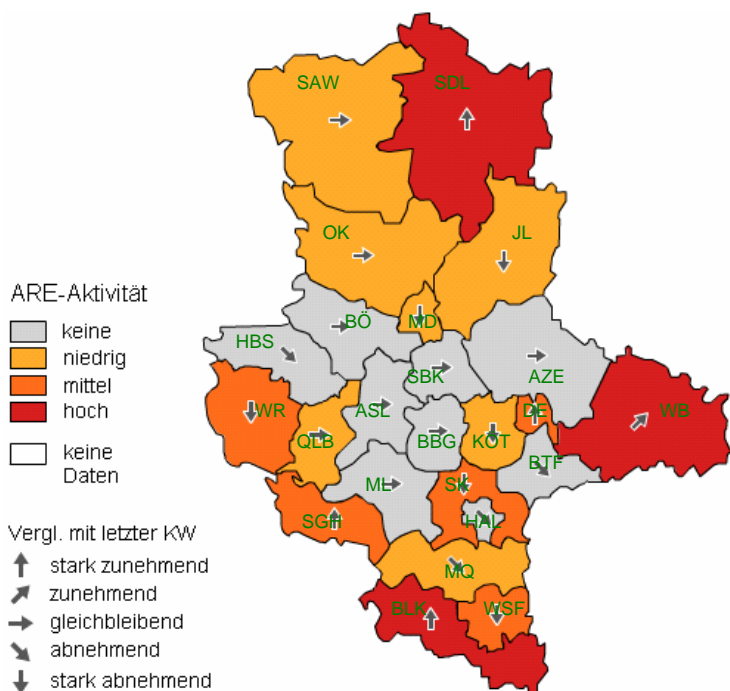 SAW
SDL
OK
JL
ARE-Aktivität
keine
niedrig
mittel
hoch
keine
Daten
BÖ
MD
HBS
SBK
AZE
WR
QLB
ASL
BBG
KÖT
DE
WB
BTF
ML
SK
SGH
HAL
MQ
BLK
WSF
Vergl. mit letzter KW
stark zunehmend
zunehmend
gleichbleibend
abnehmend
stark abnehmend